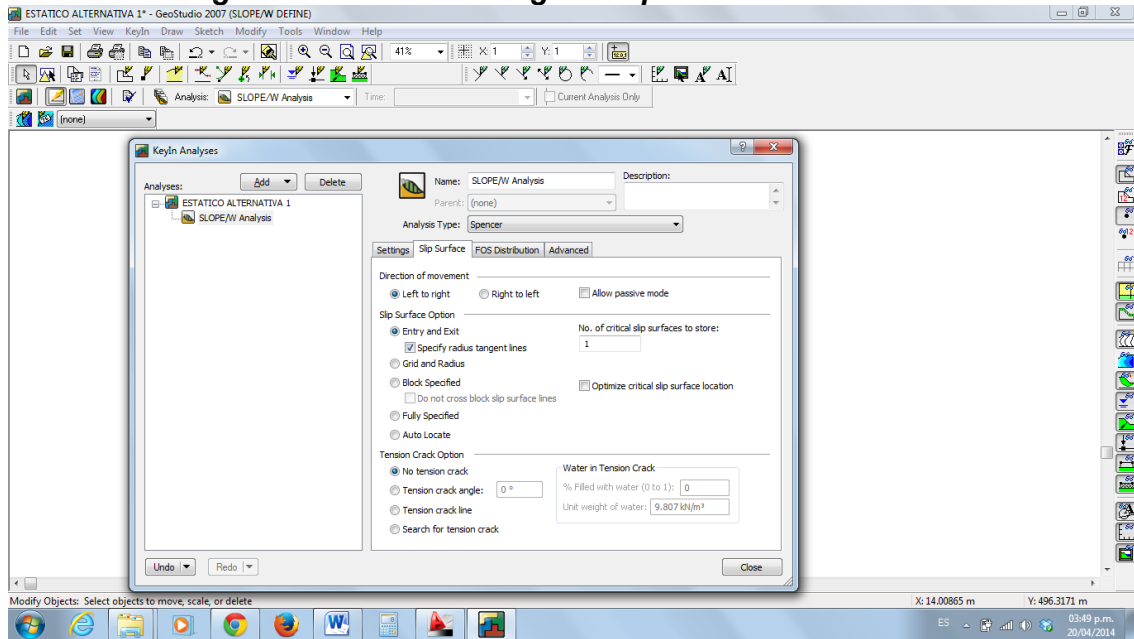 ESTATICO ALTERNATIVA 1* - GeoStudio 2007 (SLOPE/W DEFINE)
File Edit Set View KeyIn Draw Sketch Modify Tools Window Help
41% X: 1 Y: 1
Analysis: SLOPE/W Analysis Time: Current Analysis Only
(none)
KeyIn Analyses
Analyses: Add Delete
ESTATICO ALTERNATIVA 1
SLOPE/W Analysis
Name: SLOPE/W Analysis Description:
Parent: (none)
Analysis Type: Spencer
Settings Slip Surface FOS Distribution Advanced
Direction of movement
Left to right Right to left Allow passive mode
Slip Surface Option
Entry and Exit No. of critical slip surfaces to store:
Specify radius tangent lines 1
Grid and Radius
Block Specified Optimize critical slip surface location
Do not cross block slip surface lines
Fully Specified
Auto Locate
Tension Crack Option
No tension crack Water in Tension Crack
Tension crack angle: 0 ° % Filled with water (0 to 1): 0
Tension crack line Unit weight of water: 9.807 kN/m³
Search for tension crack
Undo Redo Close
Modify Objects: Select objects to move, scale, or delete X: 14.00865 m Y: 496.3171 m
ES 03:49 p.m.
20/04/2014